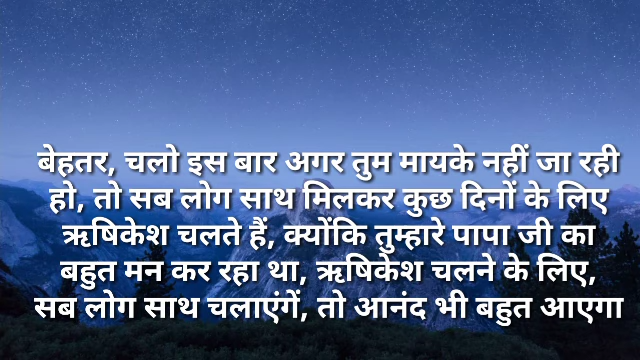 बेहतर, चलो इस बार अगर तुम मायके नहीं जा रही
हो, तो सब लोग साथ मिलकर कुछ दिनों के लिए
ऋषिकेश चलते हैं, क्योंकि तुम्हारे पापा जी का
बहुत मन कर रहा था, ऋषिकेश चलने के लिए,
सब लोग साथ चलाएंगें, तो आनंद भी बहुत आएगा